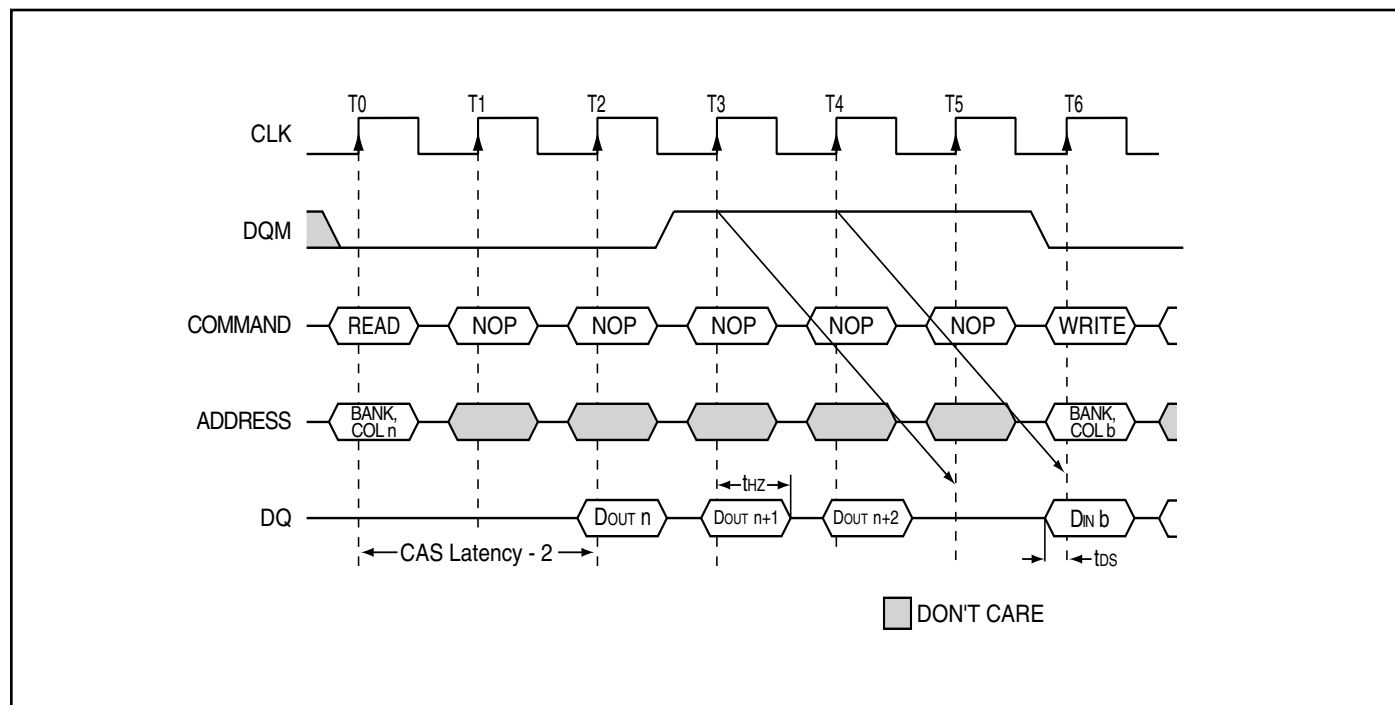 T0 T1 T2 T3 T4 T5 T6
CLK
DQM
COMMAND READ NOP NOP NOP NOP NOP WRITE
ADDRESS BANK, COL n BANK, COL b
tHZ
DQ DOUT n DOUT n+1 DOUT n+2 DIN b
CAS Latency - 2 tDS
DON'T CARE